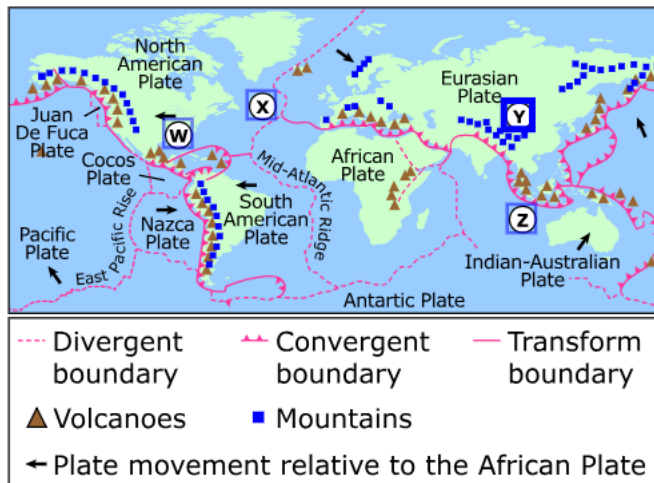 North
American
Plate
Eurasian
Plate
X
Y
Juan
De Fuca
Plate
W
Cocos
Plate
African
Plate
Mid-Atlantic
Ridge
South
American
Plate
Nazca
Plate
East Pacific Rise
Pacific
Plate
Z
Indian-Australian
Plate
Antartic Plate
Divergent
boundary
Convergent
boundary
Transform
boundary
Volcanoes
Mountains
Plate movement relative to the African Plate